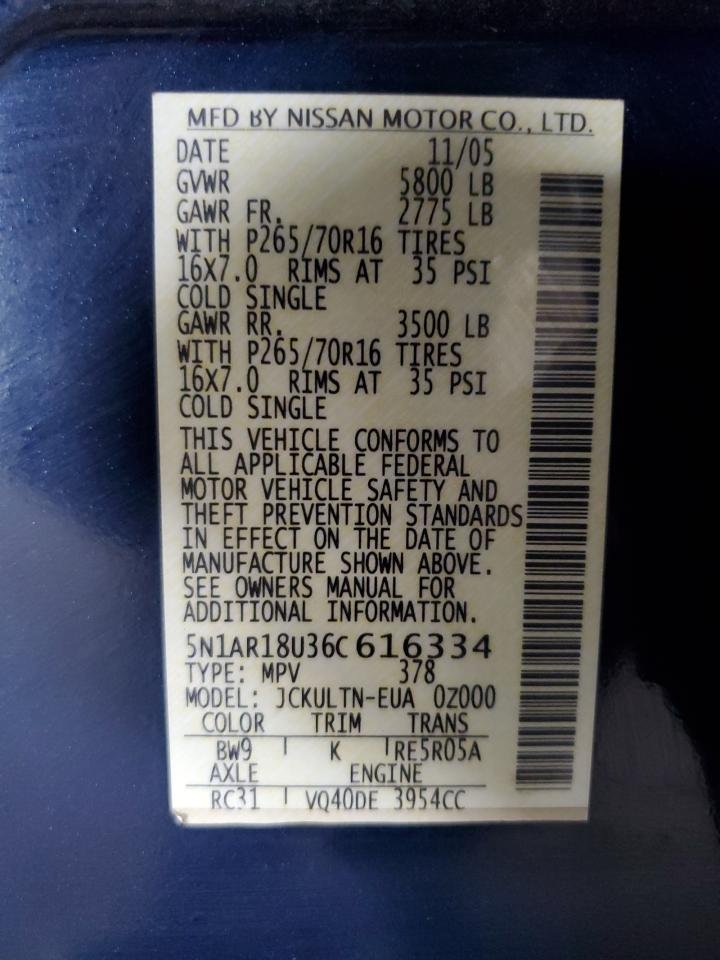 MFD BY NISSAN MOTOR CO., LTD.
DATE 11/05
GVWR 5800 LB
GAWR FR. 2775 LB
WITH P265/70R16 TIRES
16X7.0 RIMS AT 35 PSI
COLD SINGLE
GAWR RR. 3500 LB
WITH P265/70R16 TIRES
16X7.0 RIMS AT 35 PSI
COLD SINGLE
THIS VEHICLE CONFORMS TO
ALL APPLICABLE FEDERAL
MOTOR VEHICLE SAFETY AND
THEFT PREVENTION STANDARDS
IN EFFECT ON THE DATE OF
MANUFACTURE SHOWN ABOVE.
SEE OWNERS MANUAL FOR
ADDITIONAL INFORMATION.
5N1AR18U36C616334
TYPE: MPV 378
MODEL: JCKULTN-EUA 0Z000
COLOR TRIM TRANS
BW9 K RE5R05A
AXLE ENGINE
RC31 VQ40DE 3954CC